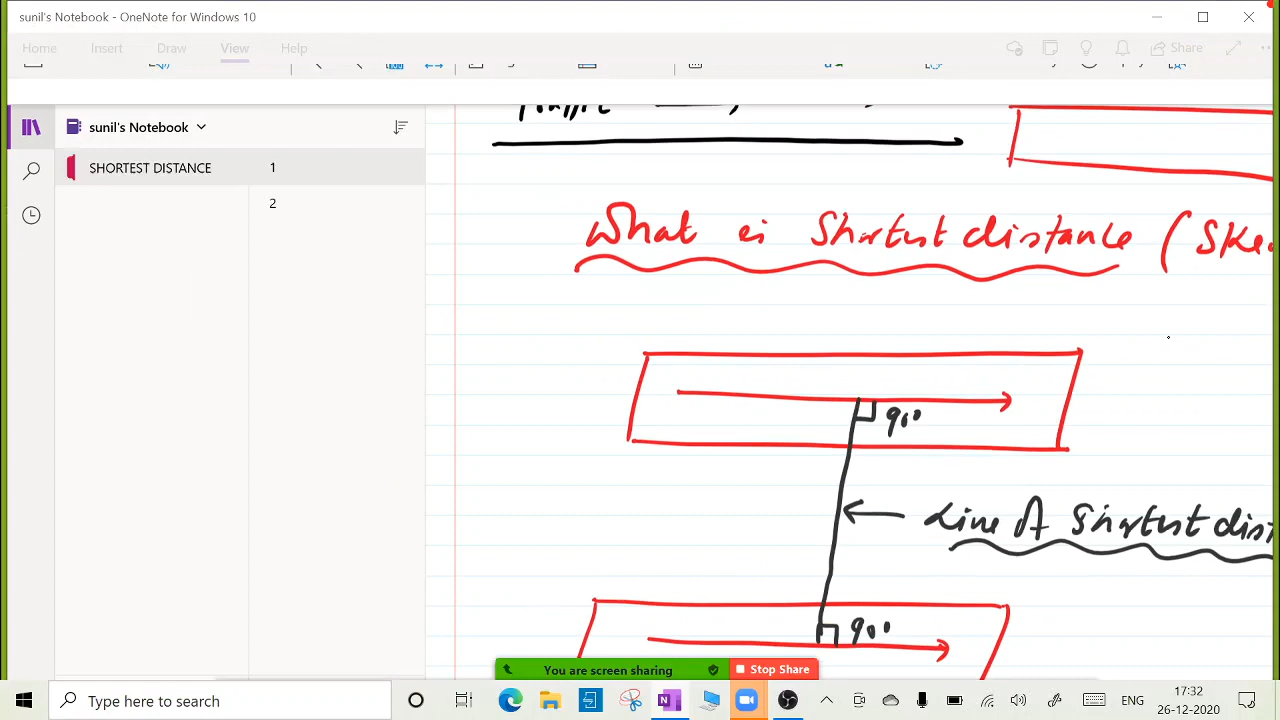 sunil's Notebook - OneNote for Windows 10
Home Insert Draw View Help Share
sunil's Notebook
SHORTEST DISTANCE 1
2
What is Shortest distance (Ske
90°
Line of Shortest dist
90°
You are screen sharing Stop Share
Type here to search
ENG
17:32
26-12-2020